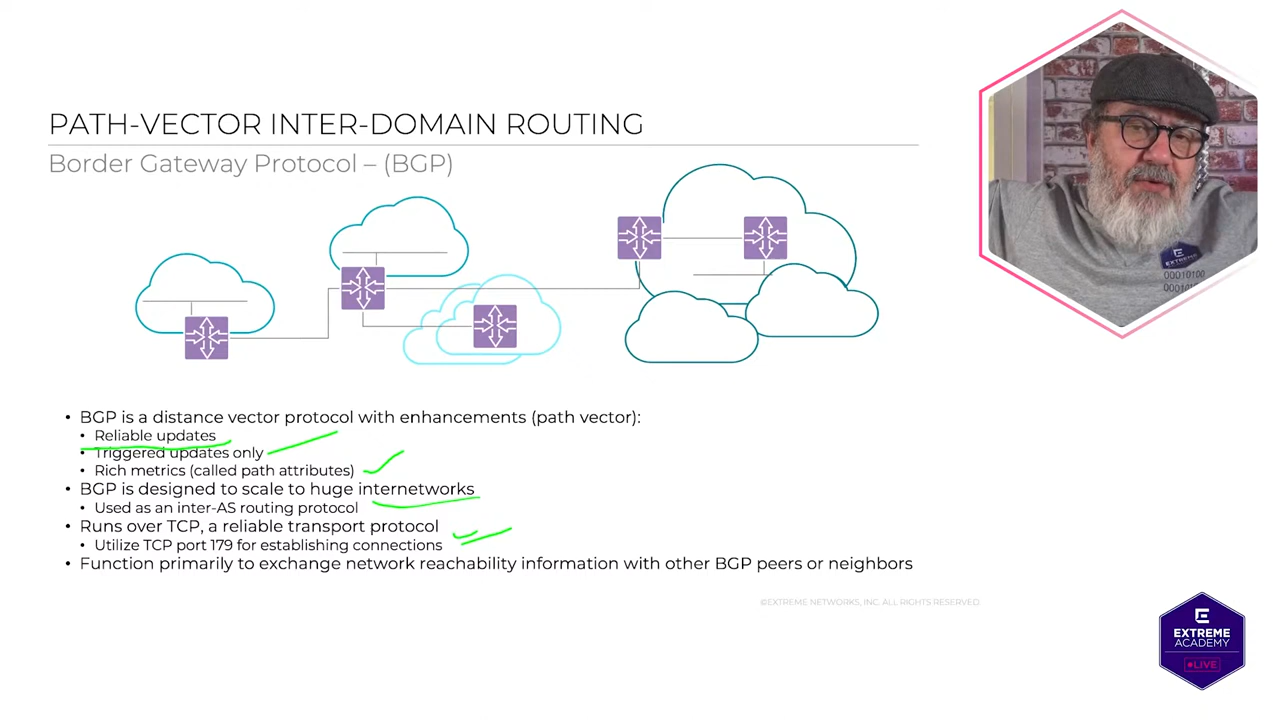 PATH-VECTOR INTER-DOMAIN ROUTING
Border Gateway Protocol – (BGP)
• BGP is a distance vector protocol with enhancements (path vector):
• Reliable updates
• Triggered updates only
• Rich metrics (called path attributes)
• BGP is designed to scale to huge internetworks
• Used as an inter-AS routing protocol
• Runs over TCP, a reliable transport protocol
• Utilize TCP port 179 for establishing connections
• Function primarily to exchange network reachability information with other BGP peers or neighbors
©EXTREME NETWORKS, INC. ALL RIGHTS RESERVED.
EXTREME
00010100
EXTREME
ACADEMY
LIVE